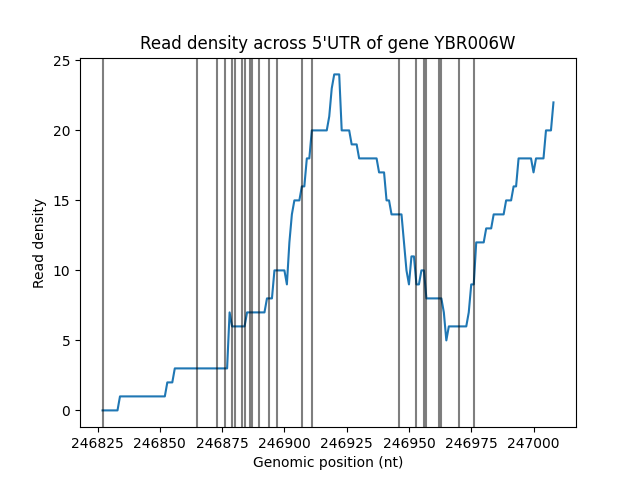 Read density across 5'UTR of gene YBR006W
25
20
15
10
5
0
Read density
246825 246850 246875 246900 246925 246950 246975 247000
Genomic position (nt)